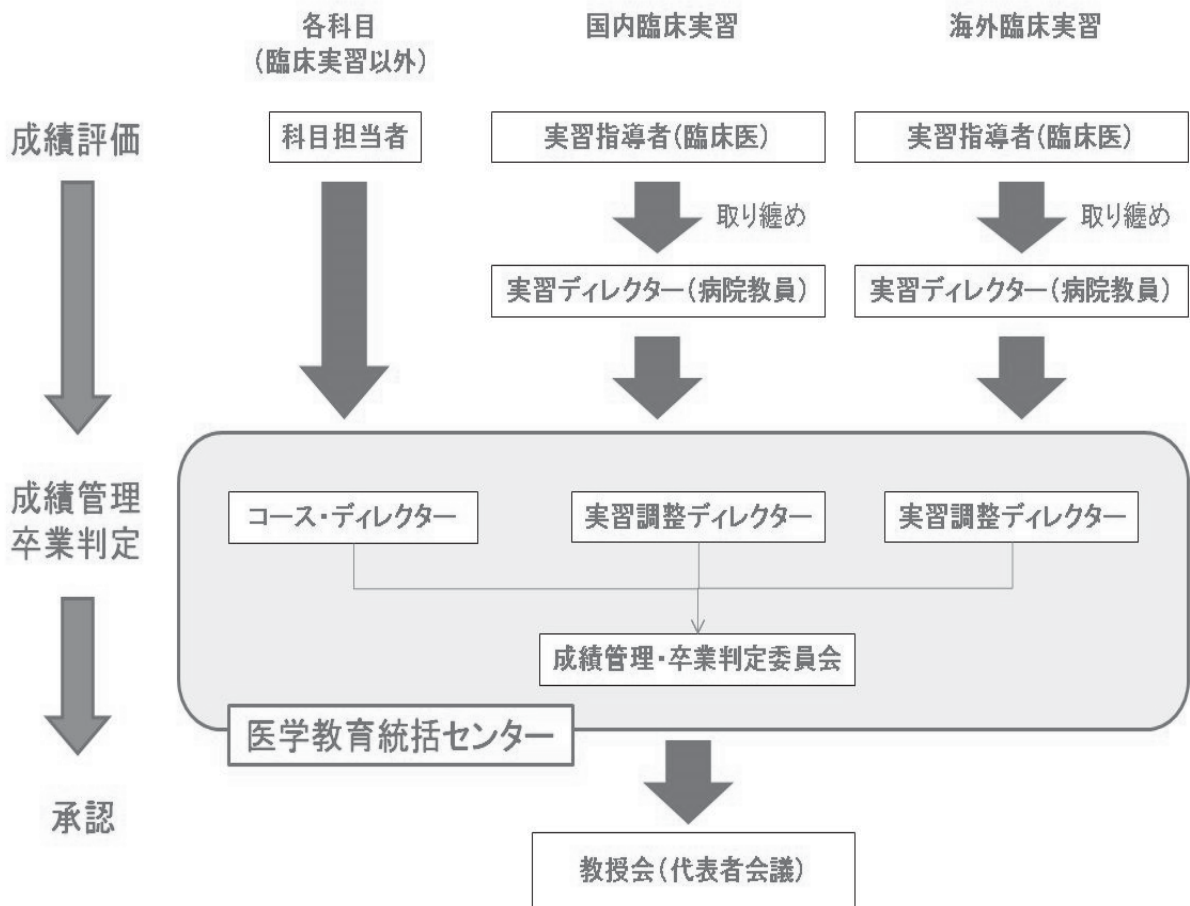 各科目
(臨床実習以外)
国内臨床実習
海外臨床実習
成績評価
科目担当者
実習指導者(臨床医)
実習指導者(臨床医)
取り纏め
取り纏め
実習ディレクター(病院教員)
実習ディレクター(病院教員)
成績管理
卒業判定
コース・ディレクター
実習調整ディレクター
実習調整ディレクター
成績管理・卒業判定委員会
医学教育統括センター
承認
教授会(代表者会議)